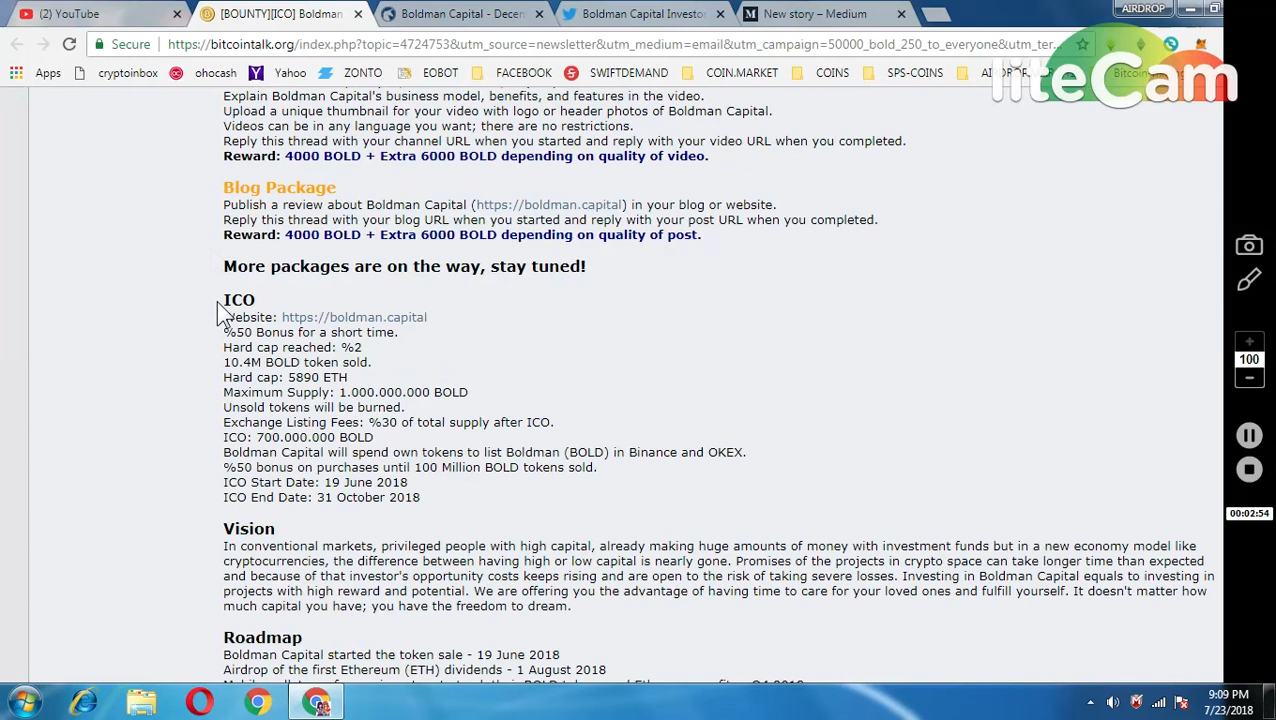 (2) YouTube
[BOUNTY][ICO] Boldman
Boldman Capital - Decen
Boldman Capital Investor
New story – Medium
AIRDROP
Secure
https://bitcointalk.org/index.php?topic=4724753&utm_source=newsletter&utm_medium=email&utm_campaign=50000_bold_250_to_everyone&utm_ter...
Apps
cryptoinbox
ohocash
Yahoo
EOBOT
FACEBOOK
SWIFTDEMAND
COIN.MARKET
COINS
liteCam
Explain Boldman Capital's business model, benefits, and features in the video.
Upload a unique thumbnail for your video with logo or header photos of Boldman Capital.
Videos can be in any language you want; there are no restrictions.
Reply this thread with your channel URL when you started and reply with your video URL when you completed.
Reward: 4000 BOLD + Extra 6000 BOLD depending on quality of video.
Blog Package
Publish a review about Boldman Capital (https://boldman.capital) in your blog or website.
Reply this thread with your blog URL when you started and reply with your post URL when you completed.
Reward: 4000 BOLD + Extra 6000 BOLD depending on quality of post.
More packages are on the way, stay tuned!
ICO
Website: https://boldman.capital
%50 Bonus for a short time.
Hard cap reached: %2
10.4M BOLD token sold.
Hard cap: 5890 ETH
Maximum Supply: 1.000.000.000 BOLD
Unsold tokens will be burned.
Exchange Listing Fees: %30 of total supply after ICO.
ICO: 700.000.000 BOLD
Boldman Capital will spend own tokens to list Boldman (BOLD) in Binance and OKEX.
%50 bonus on purchases until 100 Million BOLD tokens sold.
ICO Start Date: 19 June 2018
ICO End Date: 31 October 2018
Vision
In conventional markets, privileged people with high capital, already making huge amounts of money with investment funds but in a new economy model like
cryptocurrencies, the difference between having high or low capital is nearly gone. Promises of the projects in crypto space can take longer time than expected
and because of that investor's opportunity costs keeps rising and are open to the risk of taking severe losses. Investing in Boldman Capital equals to investing in
projects with high reward and potential. We are offering you the advantage of having time to care for your loved ones and fulfill yourself. It doesn't matter how
much capital you have; you have the freedom to dream.
Roadmap
Boldman Capital started the token sale - 19 June 2018
Airdrop of the first Ethereum (ETH) dividends - 1 August 2018
100
00:02:54
9:09 PM
7/23/2018